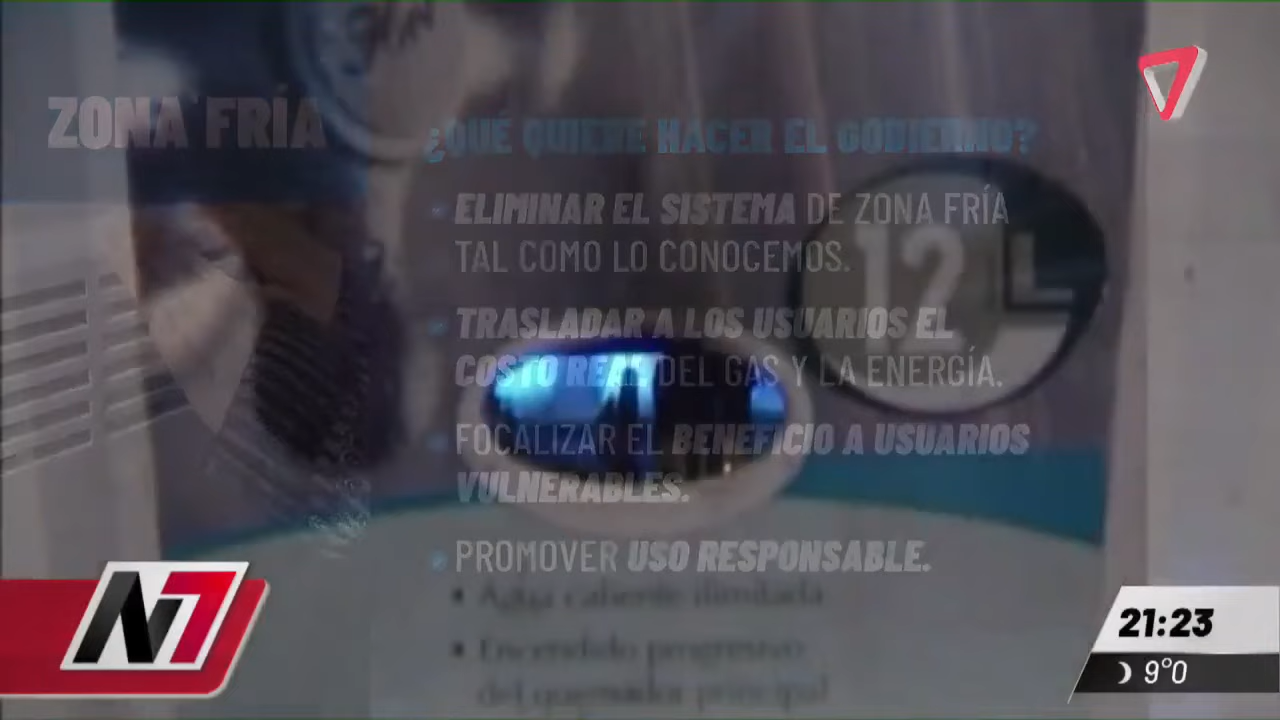 ZONA FRÍA
¿QUÉ QUIERE HACER EL GOBIERNO?
ELIMINAR EL SISTEMA DE ZONA FRÍA
TAL COMO LO CONOCEMOS.
12 L
TRASLADAR A LOS USUARIOS EL
COSTO REAL DEL GAS Y LA ENERGÍA.
FOCALIZAR EL BENEFICIO A USUARIOS
VULNERABLES.
PROMOVER USO RESPONSABLE.
• Agua caliente ilimitada
• Encendido progresivo
del quemador principal
N7
21:23
9°0